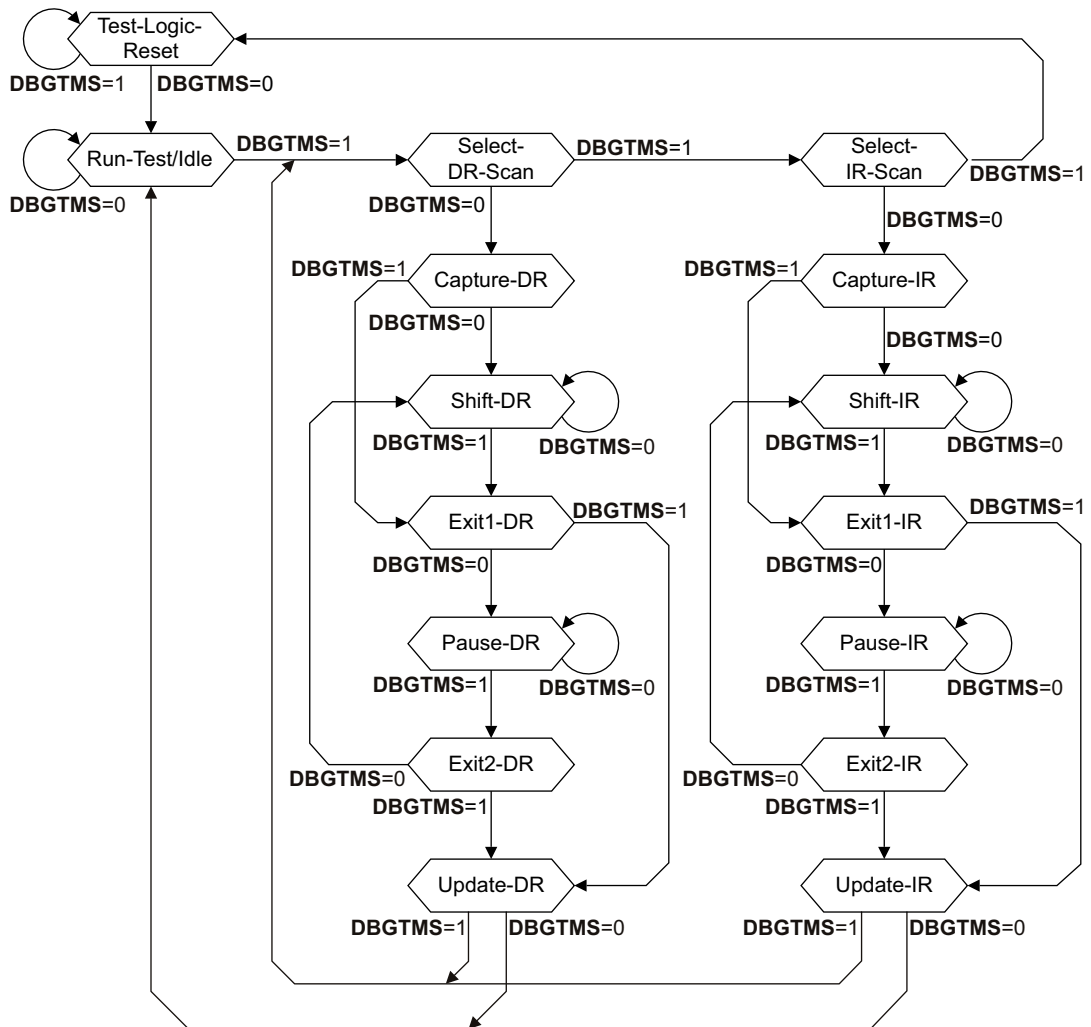 Test-Logic-
Reset
DBGTMS=1
DBGTMS=0
Run-Test/Idle
DBGTMS=0
DBGTMS=1
Select-
DR-Scan
DBGTMS=1
Select-
IR-Scan
DBGTMS=1
DBGTMS=0
DBGTMS=0
DBGTMS=1
Capture-DR
DBGTMS=0
DBGTMS=1
Capture-IR
DBGTMS=0
Shift-DR
DBGTMS=1
DBGTMS=0
Shift-IR
DBGTMS=1
DBGTMS=0
Exit1-DR
DBGTMS=1
DBGTMS=0
Exit1-IR
DBGTMS=1
DBGTMS=0
Pause-DR
DBGTMS=1
DBGTMS=0
Pause-IR
DBGTMS=1
DBGTMS=0
Exit2-DR
DBGTMS=0
DBGTMS=1
Exit2-IR
DBGTMS=0
DBGTMS=1
Update-DR
DBGTMS=1
DBGTMS=0
Update-IR
DBGTMS=1
DBGTMS=0